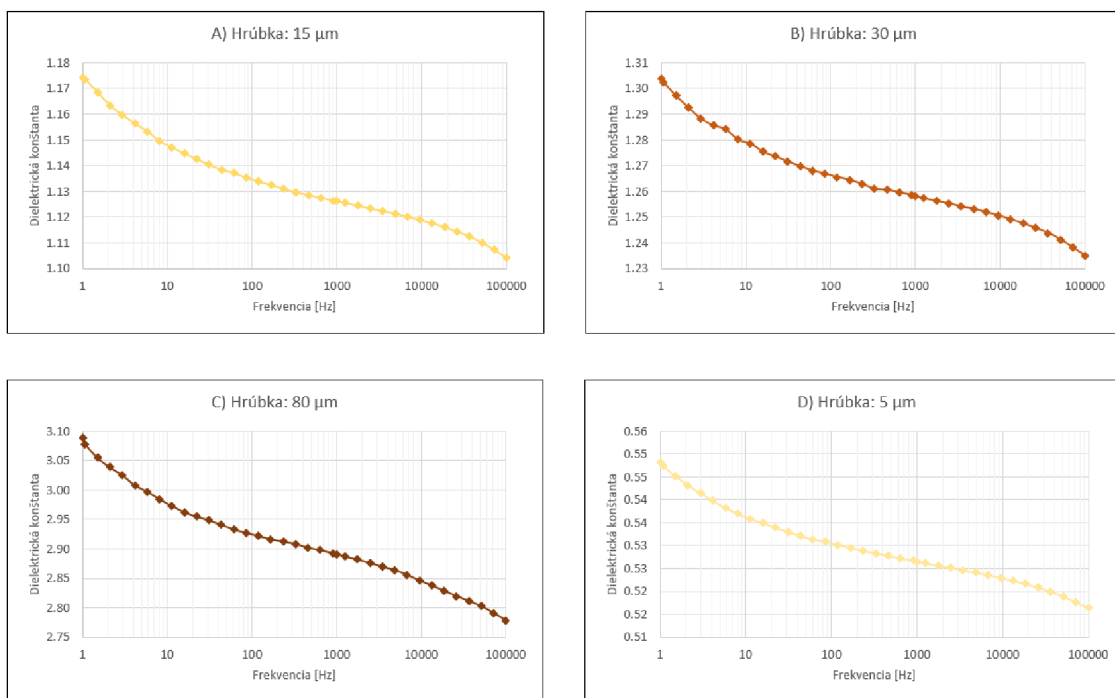 A) Hrúbka: 15 µm
Dielektrická konštanta
1.18
1.17
1.16
1.15
1.14
1.13
1.12
1.11
1.10
1 10 100 1000 10000 100000
Frekvencia [Hz]
B) Hrúbka: 30 µm
Dielektrická konštanta
1.31
1.30
1.29
1.28
1.27
1.26
1.25
1.24
1.23
1 10 100 1000 10000 100000
Frekvencia [Hz]
C) Hrúbka: 80 µm
Dielektrická konštanta
3.10
3.05
3.00
2.95
2.90
2.85
2.80
2.75
1 10 100 1000 10000 100000
Frekvencia [Hz]
D) Hrúbka: 5 µm
Dielektrická konštanta
0.56
0.55
0.54
0.54
0.53
0.53
0.52
0.52
0.51
0.51
1 10 100 1000 10000 100000
Frekvencia [Hz]